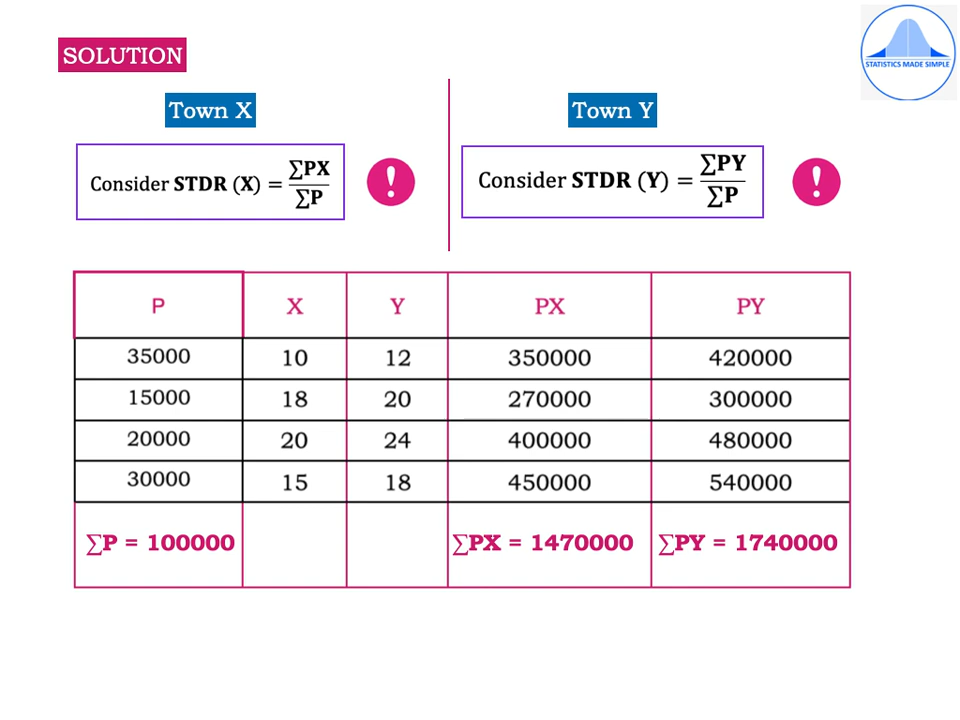 SOLUTION
STATISTICS MADE SIMPLE
Town X
Town Y
Consider STDR (X) = ∑PX/∑P
!
Consider STDR (Y) = ∑PY/∑P
!
P X Y PX PY
35000 10 12 350000 420000
15000 18 20 270000 300000
20000 20 24 400000 480000
30000 15 18 450000 540000
∑P = 100000 ∑PX = 1470000 ∑PY = 1740000